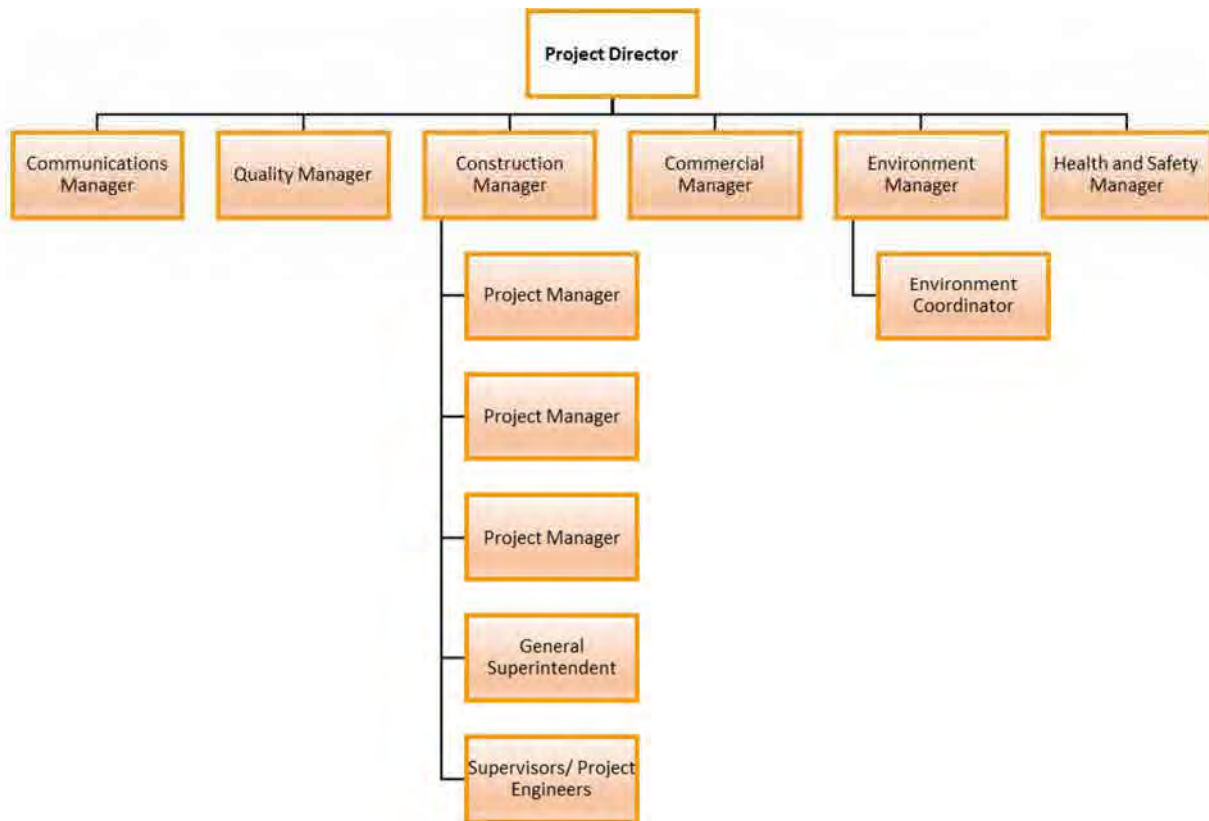 Project Director
Communications
Manager
Quality Manager
Construction
Manager
Commercial
Manager
Environment
Manager
Health and Safety
Manager
Project Manager
Environment
Coordinator
Project Manager
Project Manager
General
Superintendent
Supervisors/ Project
Engineers